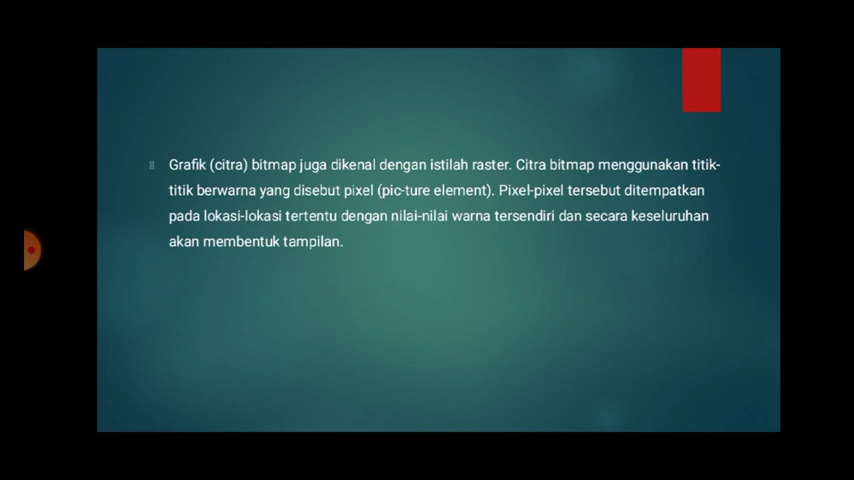 Grafik (citra) bitmap juga dikenal dengan istilah raster. Citra bitmap menggunakan titik-
titik berwarna yang disebut pixel (pic-ture element). Pixel-pixel tersebut ditempatkan
pada lokasi-lokasi tertentu dengan nilai-nilai warna tersendiri dan secara keseluruhan
akan membentuk tampilan.